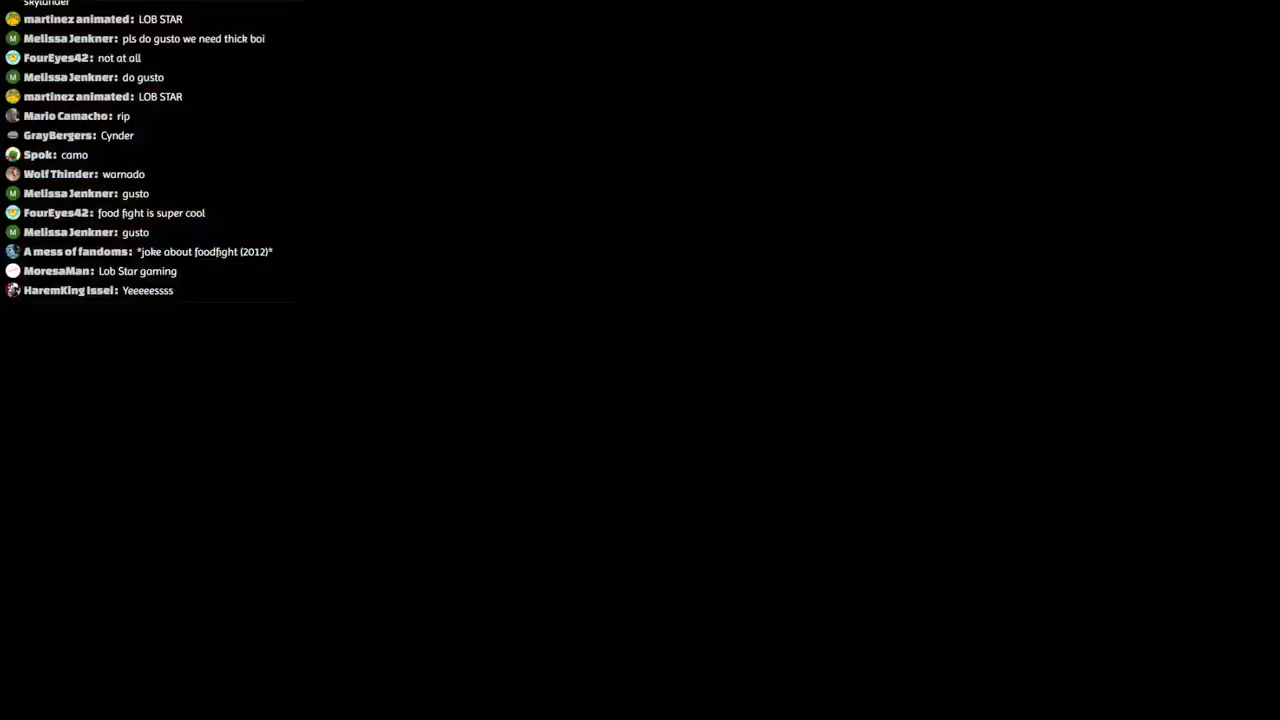 skylander
martinez animated: LOB STAR
Melissa Jenkner: pls do gusto we need thick boi
FourEyes42: not at all
Melissa Jenkner: do gusto
martinez animated: LOB STAR
Mario Camacho: rip
GrayBergers: Cynder
Spok: camo
Wolf Thinder: warnado
Melissa Jenkner: gusto
FourEyes42: food fight is super cool
Melissa Jenkner: gusto
A mess of fandoms: *joke about foodfight (2012)*
MoresaMan: Lob Star gaming
HaremKing Issei: Yeeeeessss